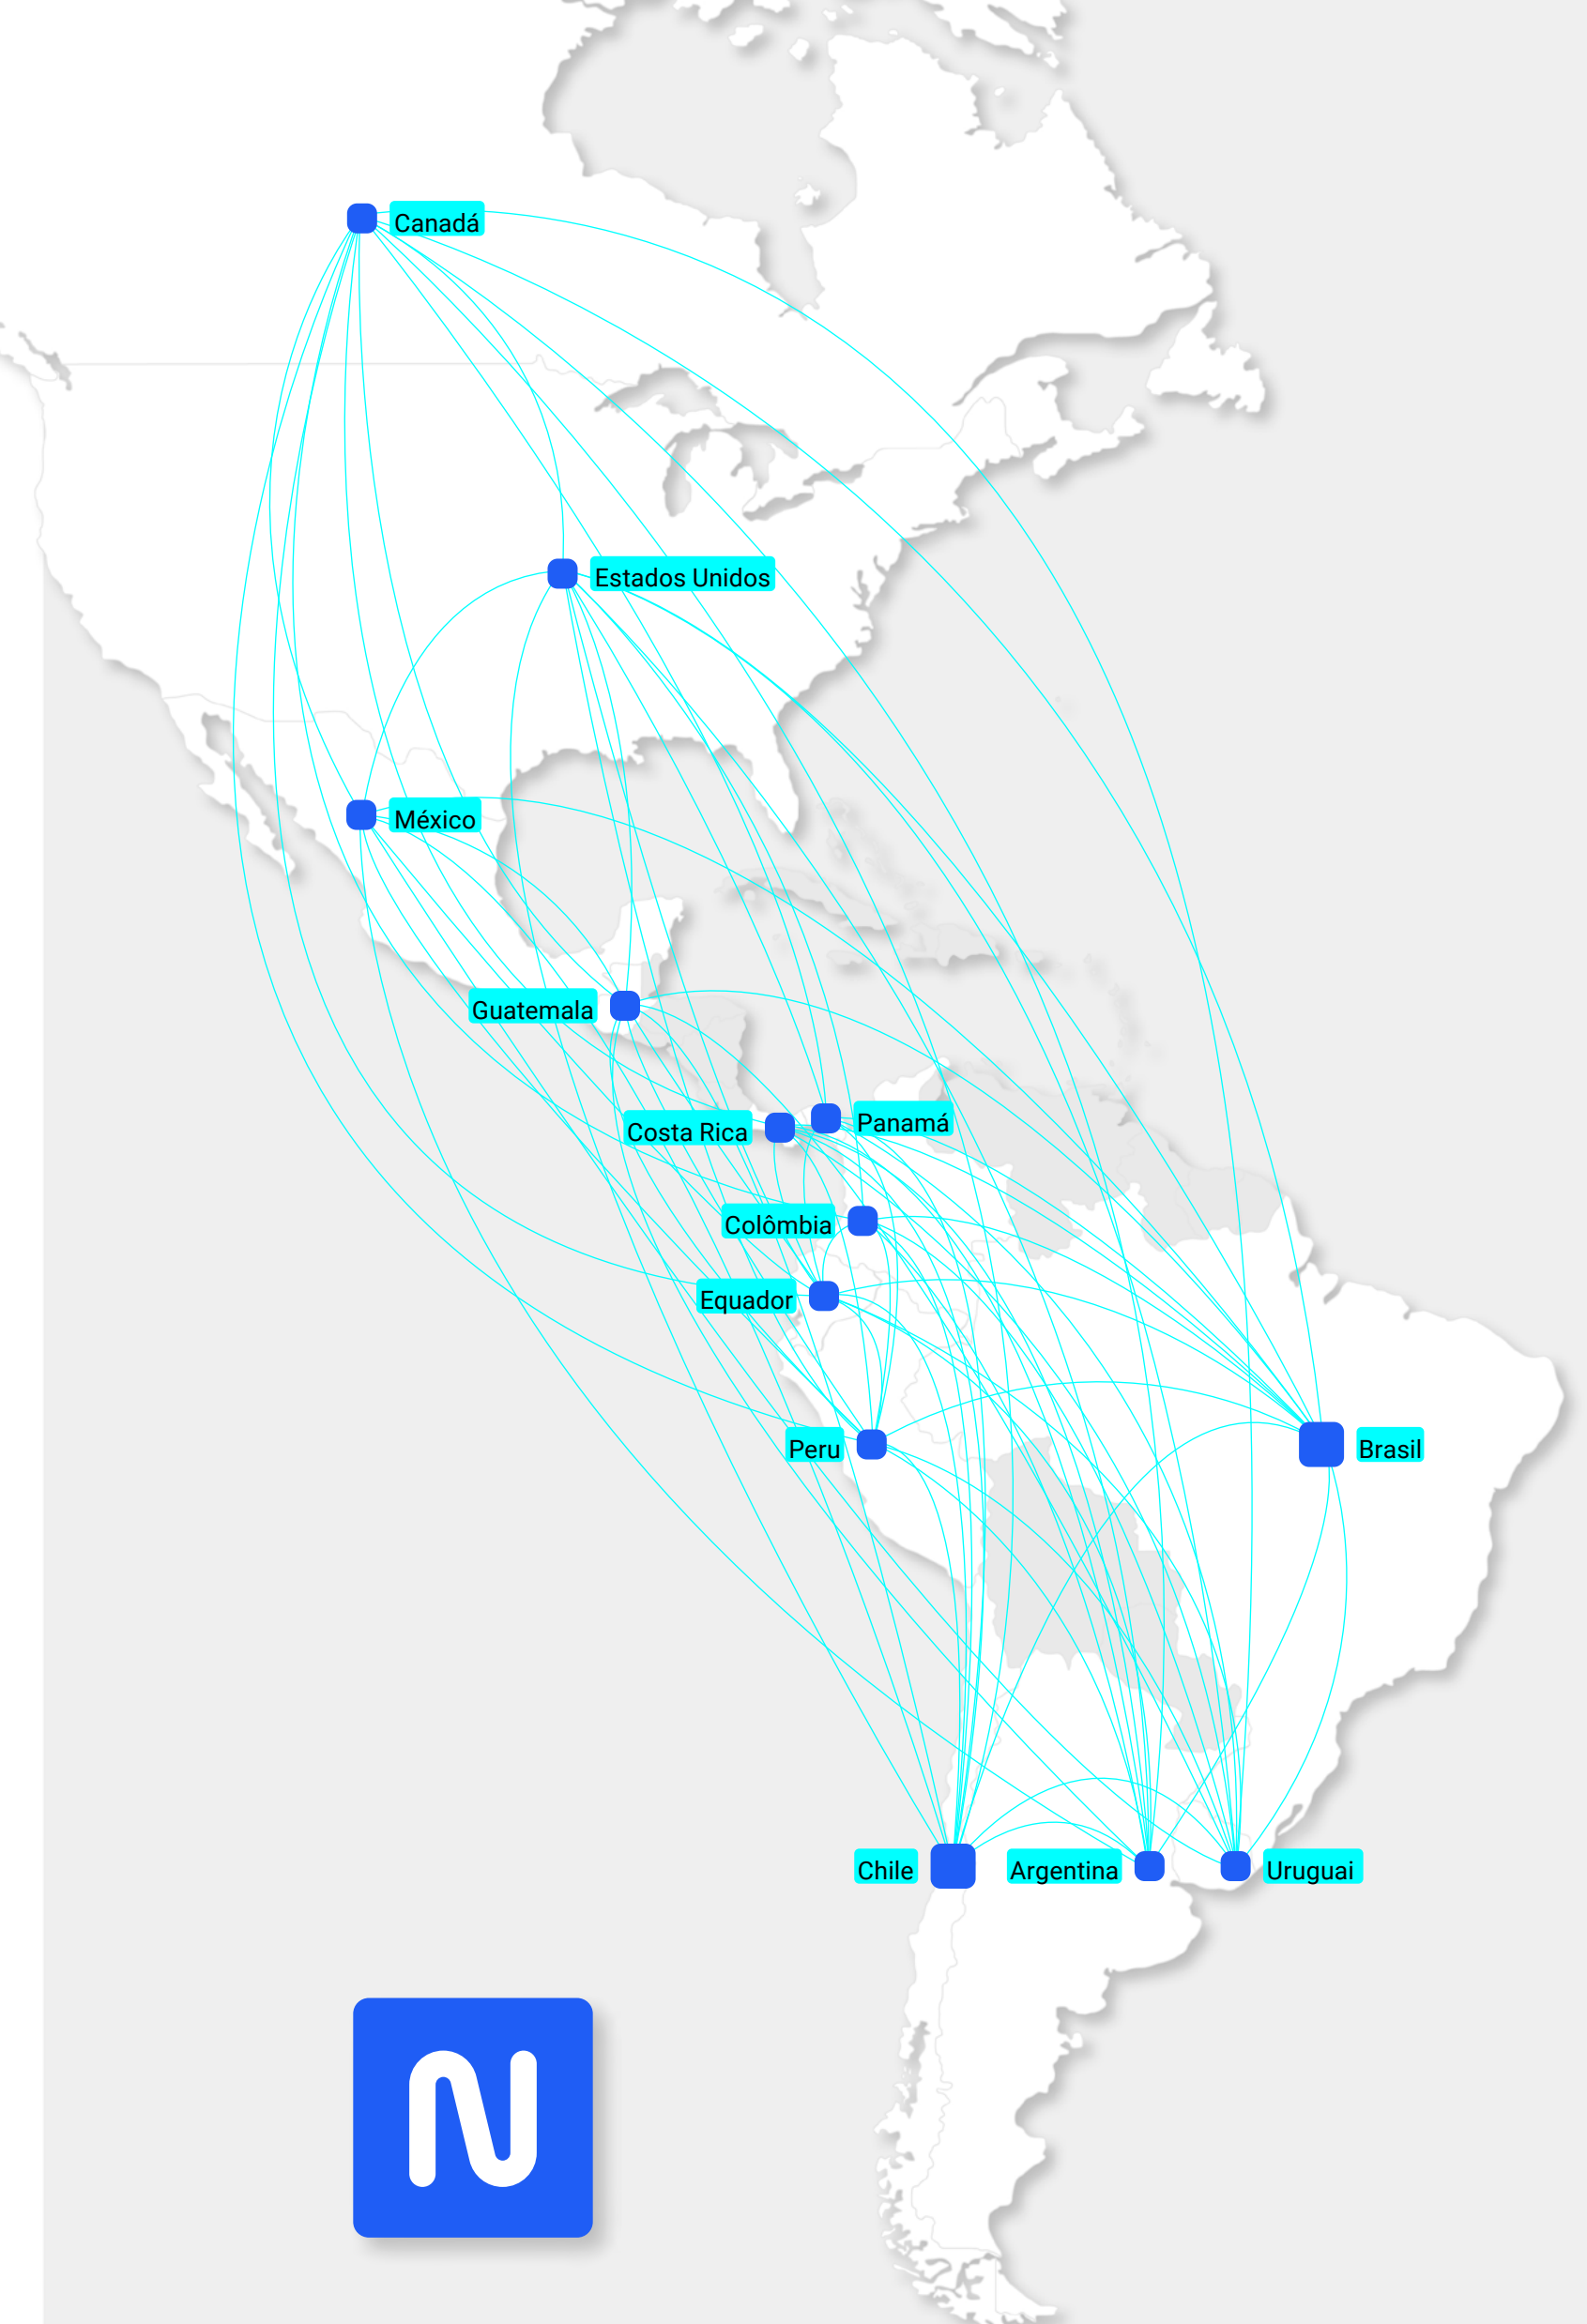 Canadá
Estados Unidos
México
Guatemala
Costa Rica
Panamá
Colômbia
Equador
Peru
Brasil
Chile
Argentina
Uruguai
N